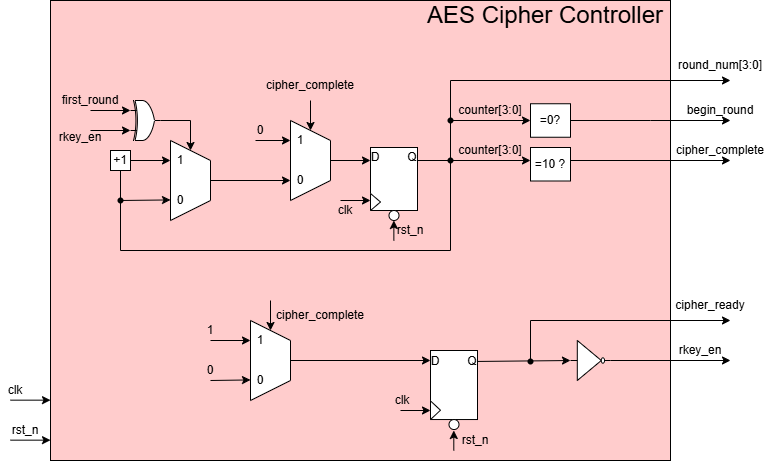 AES Cipher Controller
round_num[3:0]
cipher_complete
first_round
counter[3:0]
=0?
begin_round
rkey_en
0
1
D
Q
counter[3:0]
=10 ?
cipher_complete
+1
1
0
0
clk
rst_n
cipher_complete
cipher_ready
1
1
D
Q
rkey_en
0
0
clk
clk
rst_n
rst_n